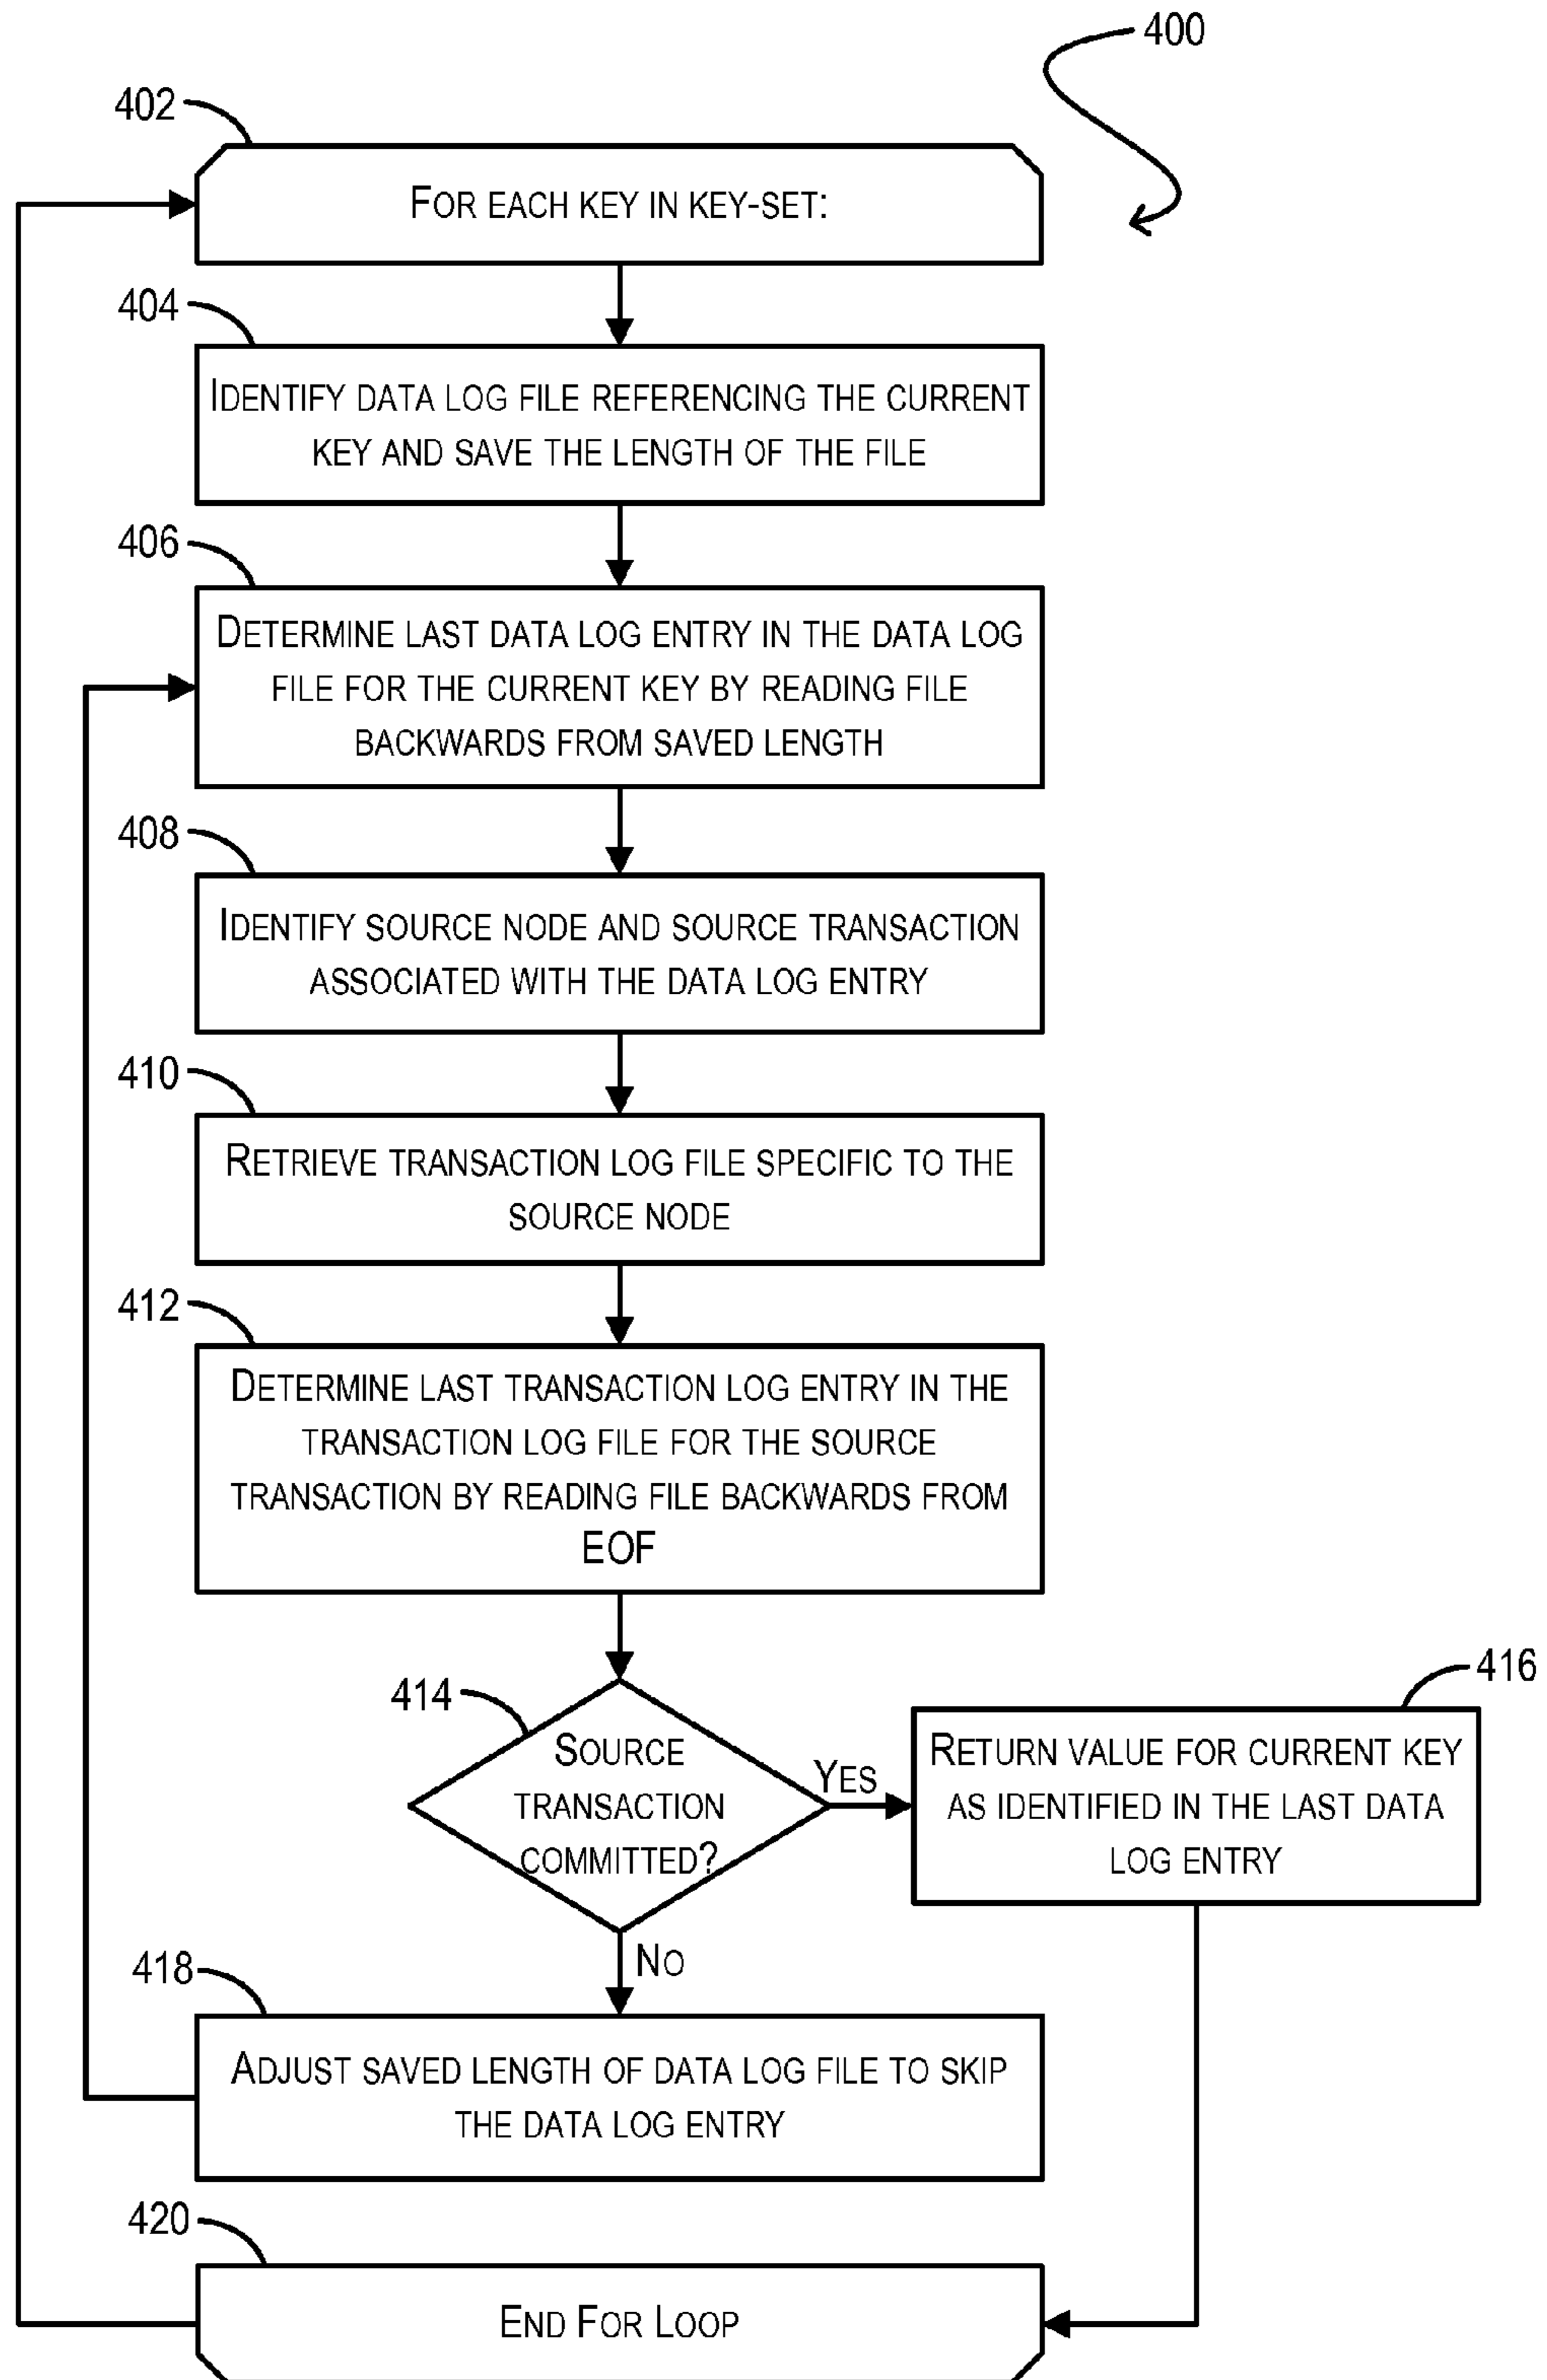 400
402
FOR EACH KEY IN KEY-SET:
404
IDENTIFY DATA LOG FILE REFERENCING THE CURRENT
KEY AND SAVE THE LENGTH OF THE FILE
406
DETERMINE LAST DATA LOG ENTRY IN THE DATA LOG
FILE FOR THE CURRENT KEY BY READING FILE
BACKWARDS FROM SAVED LENGTH
408
IDENTIFY SOURCE NODE AND SOURCE TRANSACTION
ASSOCIATED WITH THE DATA LOG ENTRY
410
RETRIEVE TRANSACTION LOG FILE SPECIFIC TO THE
SOURCE NODE
412
DETERMINE LAST TRANSACTION LOG ENTRY IN THE
TRANSACTION LOG FILE FOR THE SOURCE
TRANSACTION BY READING FILE BACKWARDS FROM
EOF
414
SOURCE
TRANSACTION
COMMITTED?
YES
416
RETURN VALUE FOR CURRENT KEY
AS IDENTIFIED IN THE LAST DATA
LOG ENTRY
NO
418
ADJUST SAVED LENGTH OF DATA LOG FILE TO SKIP
THE DATA LOG ENTRY
420
END FOR LOOP